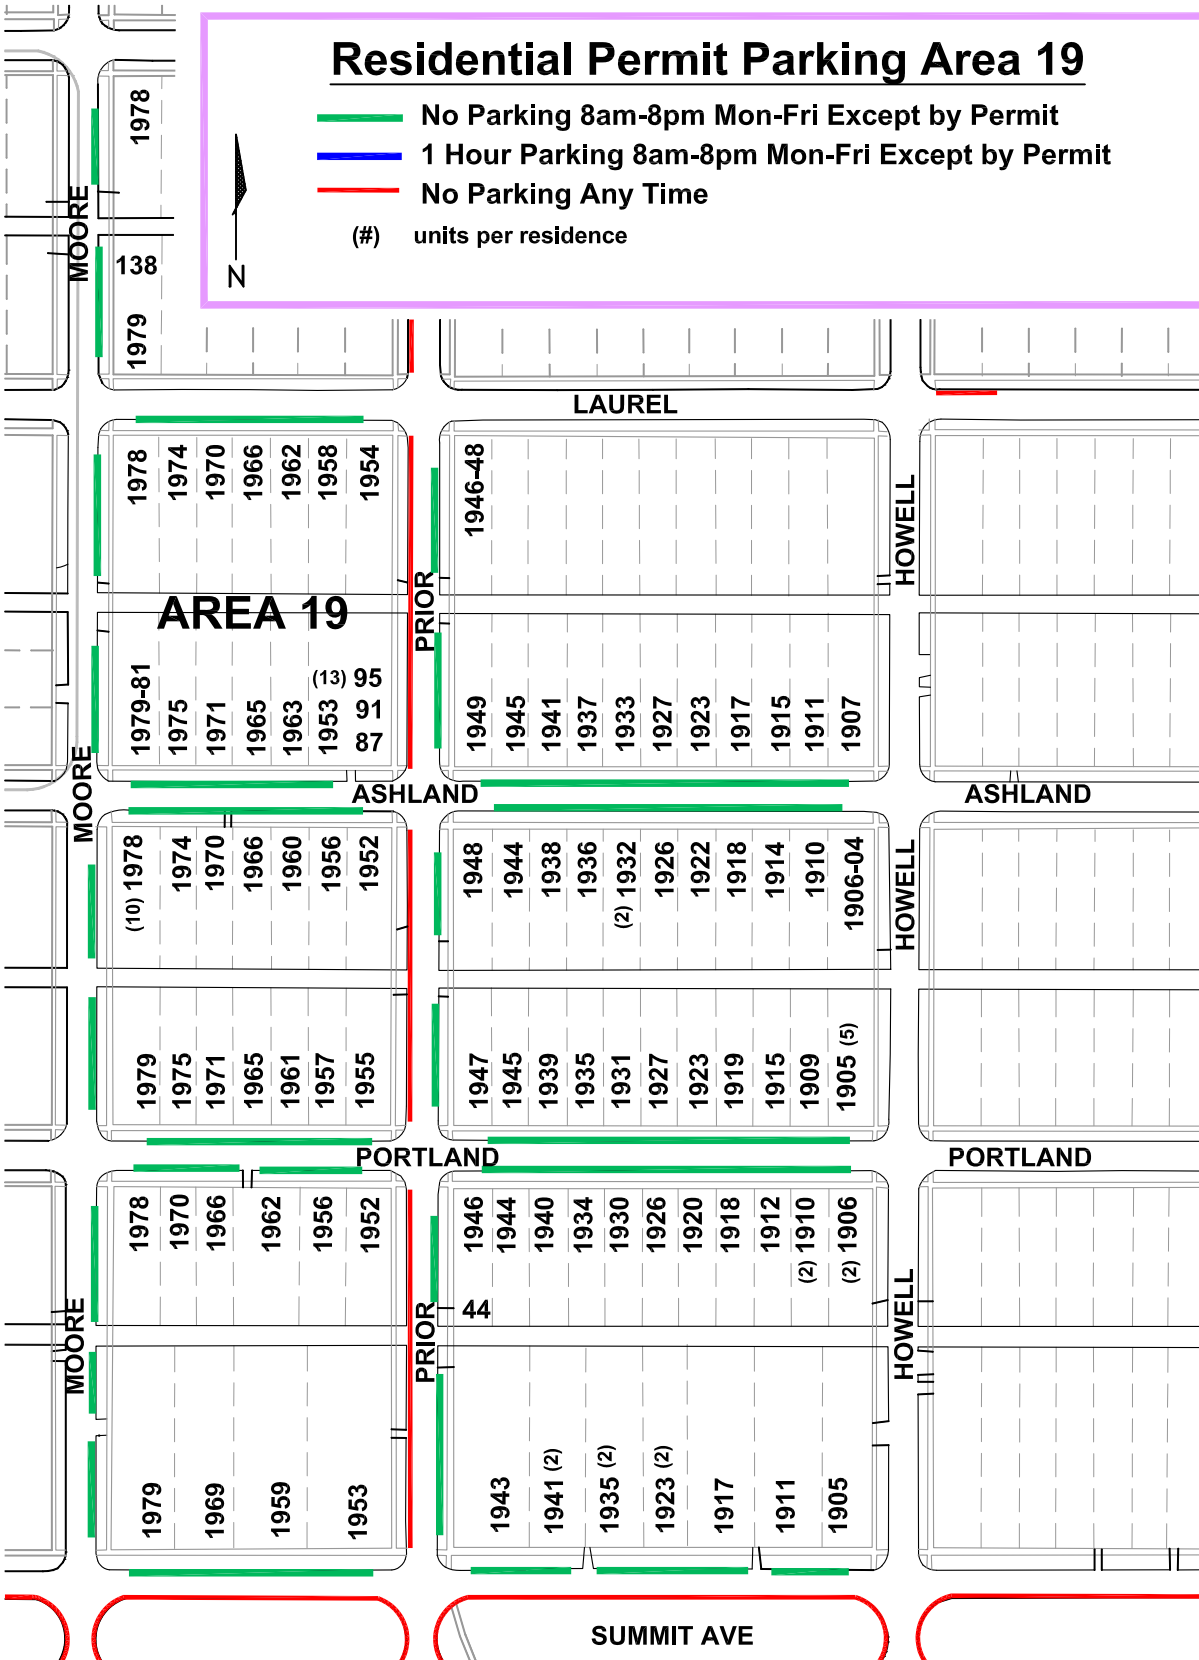 Residential Permit Parking Area 19
No Parking 8am-8pm Mon-Fri Except by Permit
1 Hour Parking 8am-8pm Mon-Fri Except by Permit
No Parking Any Time
(#) units per residence
N
1978
MOORE
138
1979
LAUREL
1978 1974 1970 1966 1962 1958 1954
1946-48
HOWELL
PRIOR
AREA 19
1979-81 1975 1971 1965 1963 1953
(13) 95
91
87
1949 1945 1941 1937 1933 1927 1923 1917 1915 1911 1907
MOORE
ASHLAND
ASHLAND
(10) 1978 1974 1970 1966 1960 1956 1952
1948 1944 1938 1936 (2) 1932 1926 1922 1918 1914 1910 1906-04
HOWELL
1979 1975 1971 1965 1961 1957 1955
1947 1945 1939 1935 1931 1927 1923 1919 1915 1909 1905 (5)
PORTLAND
PORTLAND
1978 1970 1966 1962 1956 1952
1946 1944 1940 1934 1930 1926 1920 1918 1912 (2) 1910 (2) 1906
44
MOORE
PRIOR
HOWELL
1979 1969 1959 1953
1943 1941 (2) 1935 (2) 1923 (2) 1917 1911 1905
SUMMIT AVE